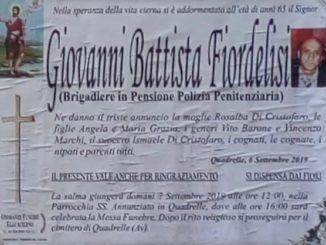 Nella speranza della vita eterna si è addormentato all'età di anni 65 il Signor
Giovanni Battista Fiordelisi
(Brigadiere in Pensione Polizia Penitenziaria)
Ne danno il triste annuncio la moglie Rosalba Di Cristofaro, le
figlie Angela e Maria Grazia, i generi Vito Barone e Vincenzo
Marchi, il suocero Ismaele Di Cristofaro, i cognati, le cognate, i
nipoti e parenti tutti.
Quadrelle, 6 Settembre 2019
IL PRESENTE VALE ANCHE PER RINGRAZIAMENTO
SI DISPENSA DAI FIORI
La salma giungerà domani 7 Settembre 2019 alle ore 12:00, nella
Parrocchia SS. Annunziata in Quadrelle, dove alle ore 16:00 sarà
celebrata la Messa Funebre. Dopo il rito religioso si proseguirà per il
cimitero di Quadrelle (Av).
Onoranze Funebri